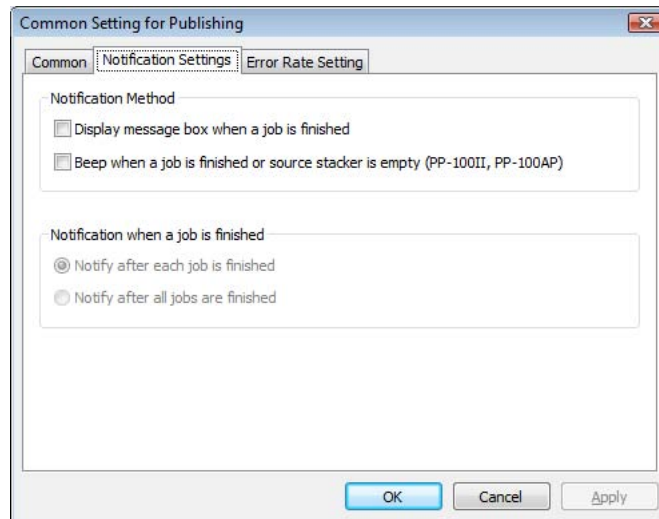 Common Setting for Publishing
Common Notification Settings Error Rate Setting
Notification Method
Display message box when a job is finished
Beep when a job is finished or source stacker is empty (PP-100II, PP-100AP)
Notification when a job is finished
Notify after each job is finished
Notify after all jobs are finished
OK Cancel Apply